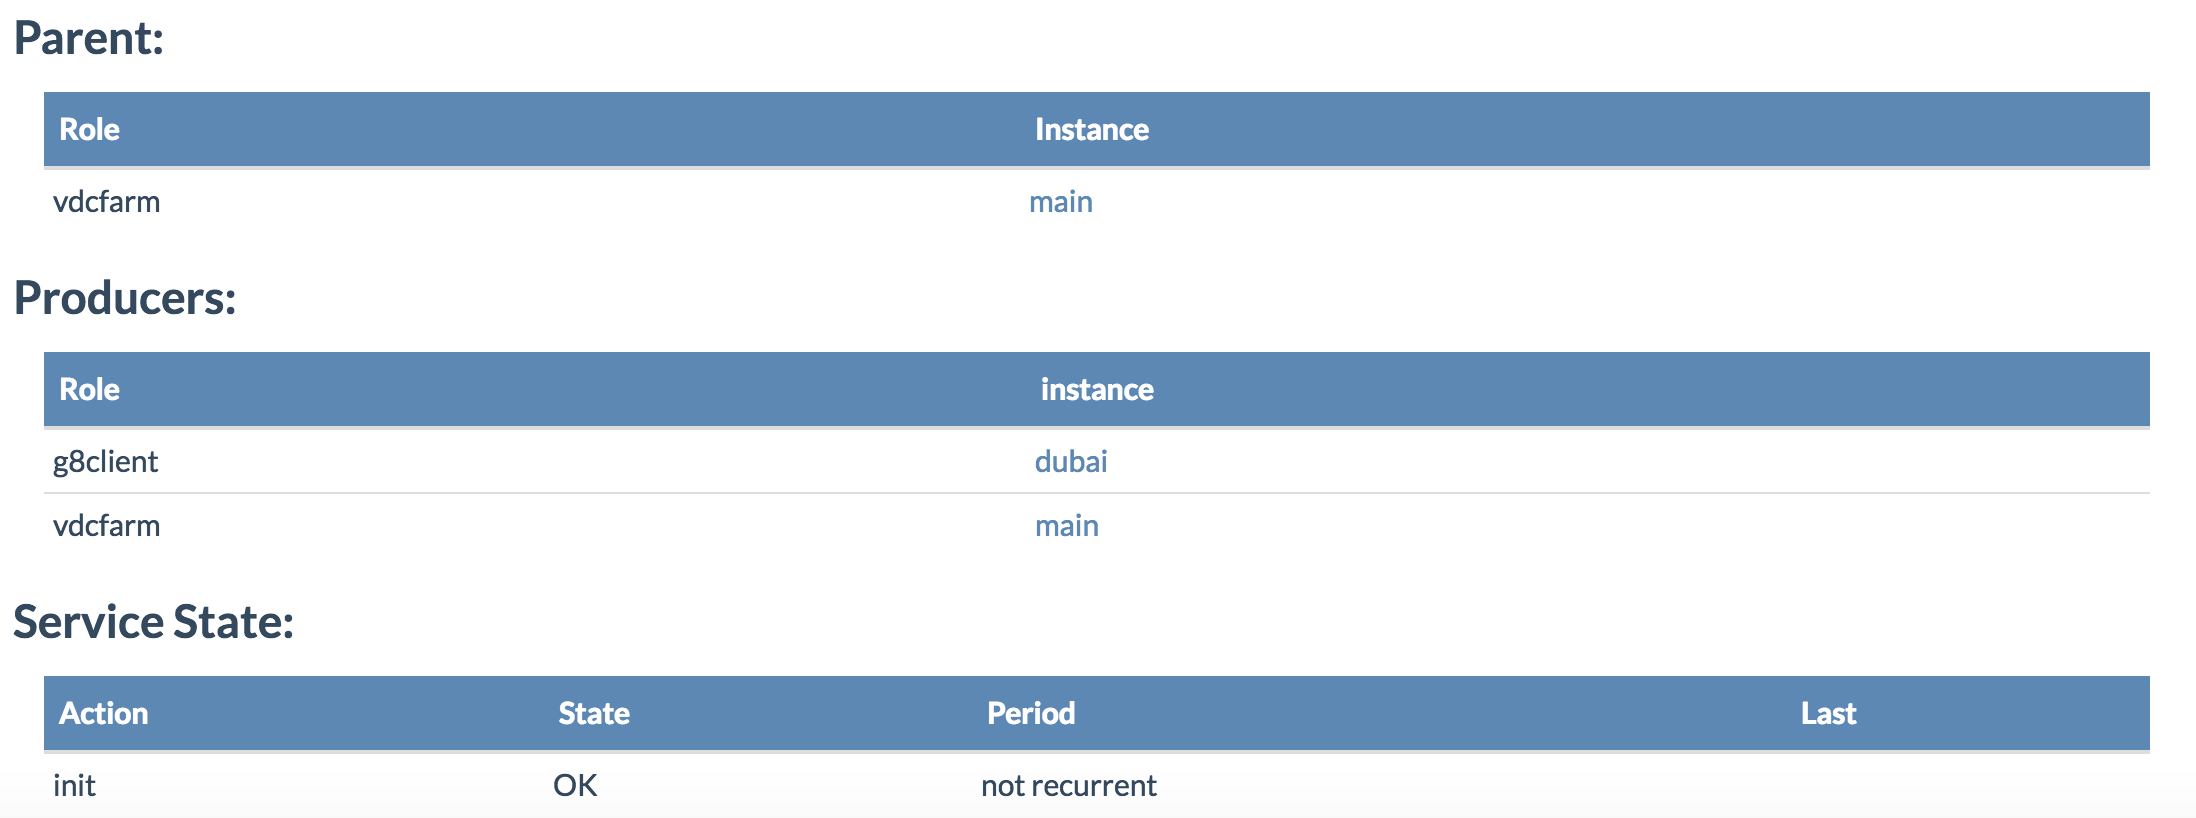 Parent:
Role Instance
vdcfarm main
Producers:
Role instance
g8client dubai
vdcfarm main
Service State:
Action State Period Last
init OK not recurrent